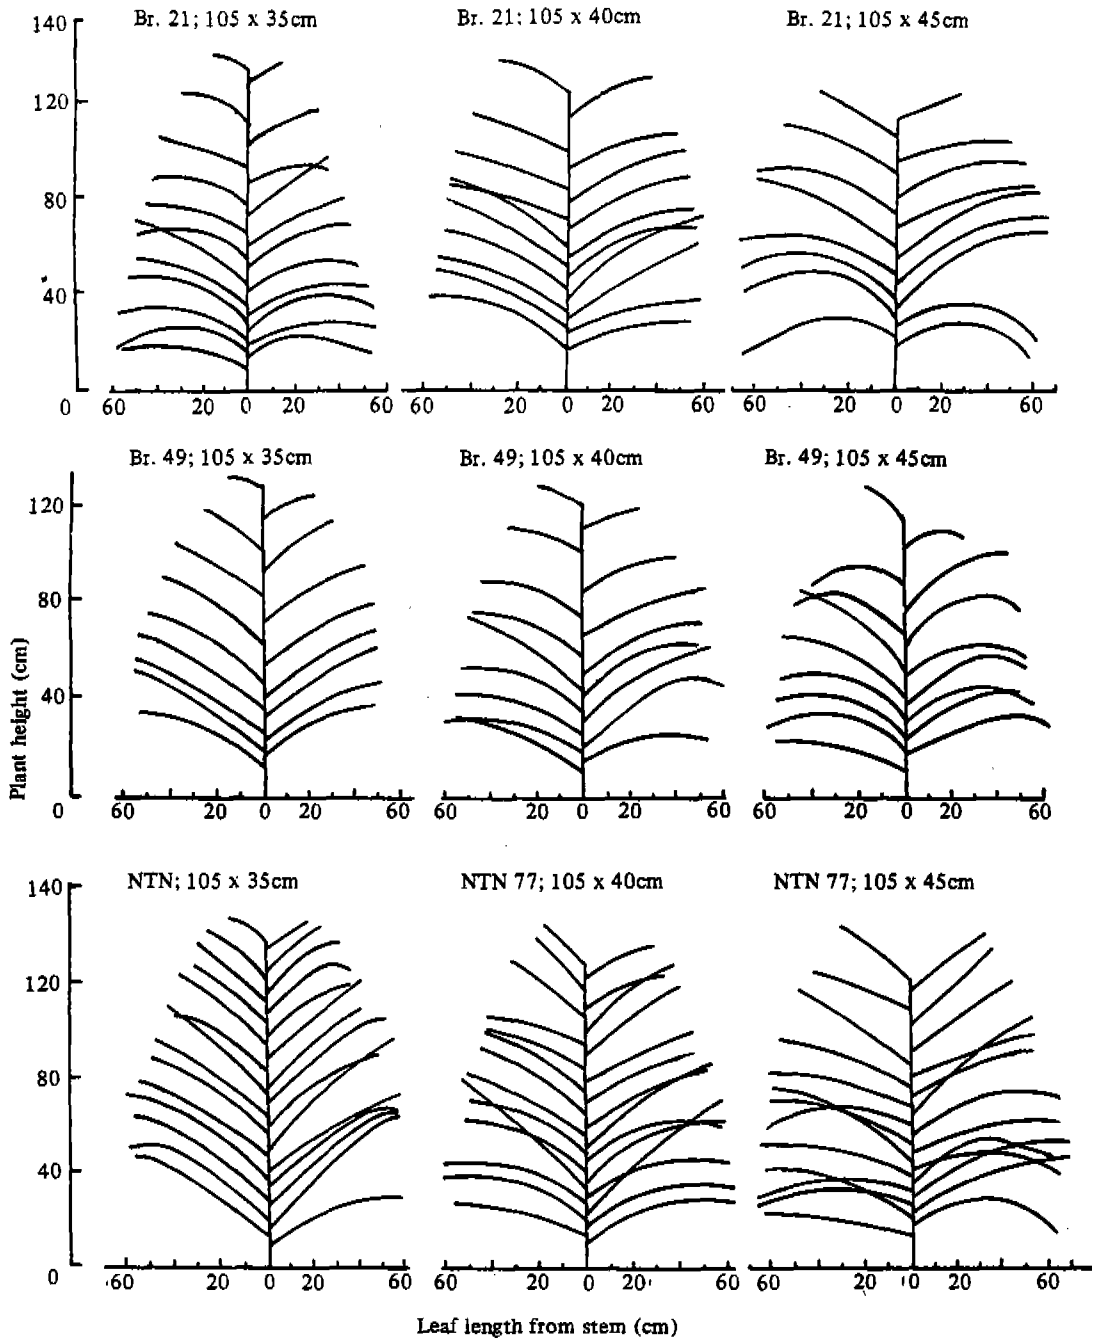 140
Br. 21; 105 x 35cm
Br. 21; 105 x 40cm
Br. 21; 105 x 45cm
120
80
40
0
60 20 0 20 60
60 20 0 20 60
60 20 0 20 60
Br. 49; 105 x 35cm
Br. 49; 105 x 40cm
Br. 49; 105 x 45cm
120
80
40
0
Plant height (cm)
60 20 0 20 60
60 20 0 20 60
60 20 0 20 60
140
NTN; 105 x 35cm
NTN 77; 105 x 40cm
NTN 77; 105 x 45cm
120
80
40
0
60 20 0 20 60
60 20 0 20 60
60 20 0 20 60
Leaf length from stem (cm)